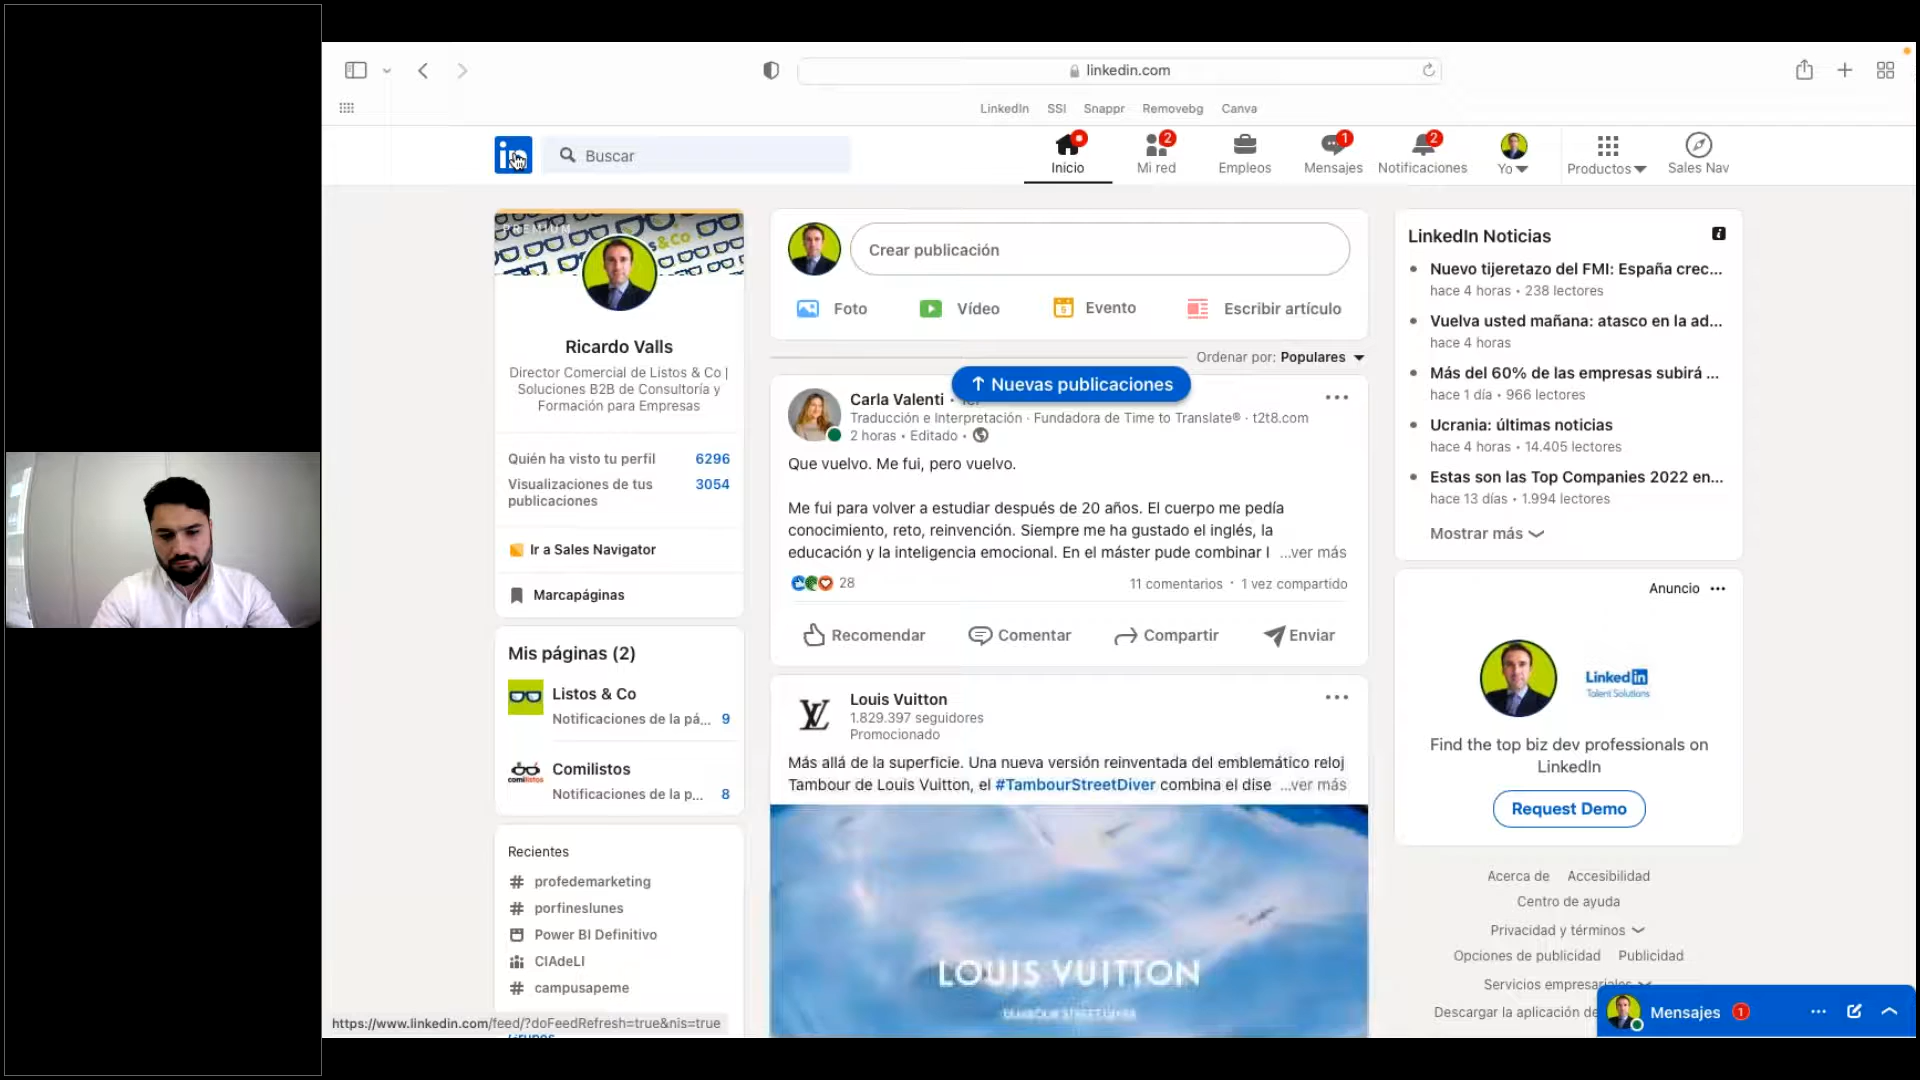 linkedin.com
LinkedIn SSI Snappr Removebg Canva
in Buscar
Inicio
2 Mi red
Empleos
1 Mensajes
2 Notificaciones
Yo
Productos
Sales Nav
PREMIUM
s&Co
Ricardo Valls
Director Comercial de Listos & Co |
Soluciones B2B de Consultoría y
Formación para Empresas
Quién ha visto tu perfil 6296
Visualizaciones de tus 3054
publicaciones
Ir a Sales Navigator
Marcapáginas
Mis páginas (2)
Listos & Co
Notificaciones de la pá... 9
comilistos
Comilistos
Notificaciones de la p... 8
Recientes
# profedemarketing
# porfineslunes
Power BI Definitivo
CIAdeLI
# campusapeme
https://www.linkedin.com/feed/?doFeedRefresh=true&nis=true
Grupos
Crear publicación
Foto Vídeo Evento Escribir artículo
Ordenar por: Populares
↑ Nuevas publicaciones
Carla Valenti ·
Traducción e Interpretación · Fundadora de Time to Translate® · t2t8.com
2 horas • Editado •
Que vuelvo. Me fui, pero vuelvo.
Me fui para volver a estudiar después de 20 años. El cuerpo me pedía
conocimiento, reto, reinvención. Siempre me ha gustado el inglés, la
educación y la inteligencia emocional. En el máster pude combinar l ...ver más
28 11 comentarios · 1 vez compartido
Recomendar Comentar Compartir Enviar
LV
Louis Vuitton
1.829.397 seguidores
Promocionado
Más allá de la superficie. Una nueva versión reinventada del emblemático reloj
Tambour de Louis Vuitton, el #TambourStreetDiver combina el dise ...ver más
LOUIS VUITTON
TAMBOUR STREET DIVER
LinkedIn Noticias
Nuevo tijeretazo del FMI: España crec...
hace 4 horas • 238 lectores
Vuelva usted mañana: atasco en la ad...
hace 4 horas
Más del 60% de las empresas subirá ...
hace 1 día • 966 lectores
Ucrania: últimas noticias
hace 4 horas • 14.405 lectores
Estas son las Top Companies 2022 en...
hace 13 días • 1.994 lectores
Mostrar más
Anuncio ···
Linkedin
Talent Solutions
Find the top biz dev professionals on
LinkedIn
Request Demo
Acerca de Accesibilidad
Centro de ayuda
Privacidad y términos
Opciones de publicidad Publicidad
Servicios empresariales
Descargar la aplicación de
Mensajes 1